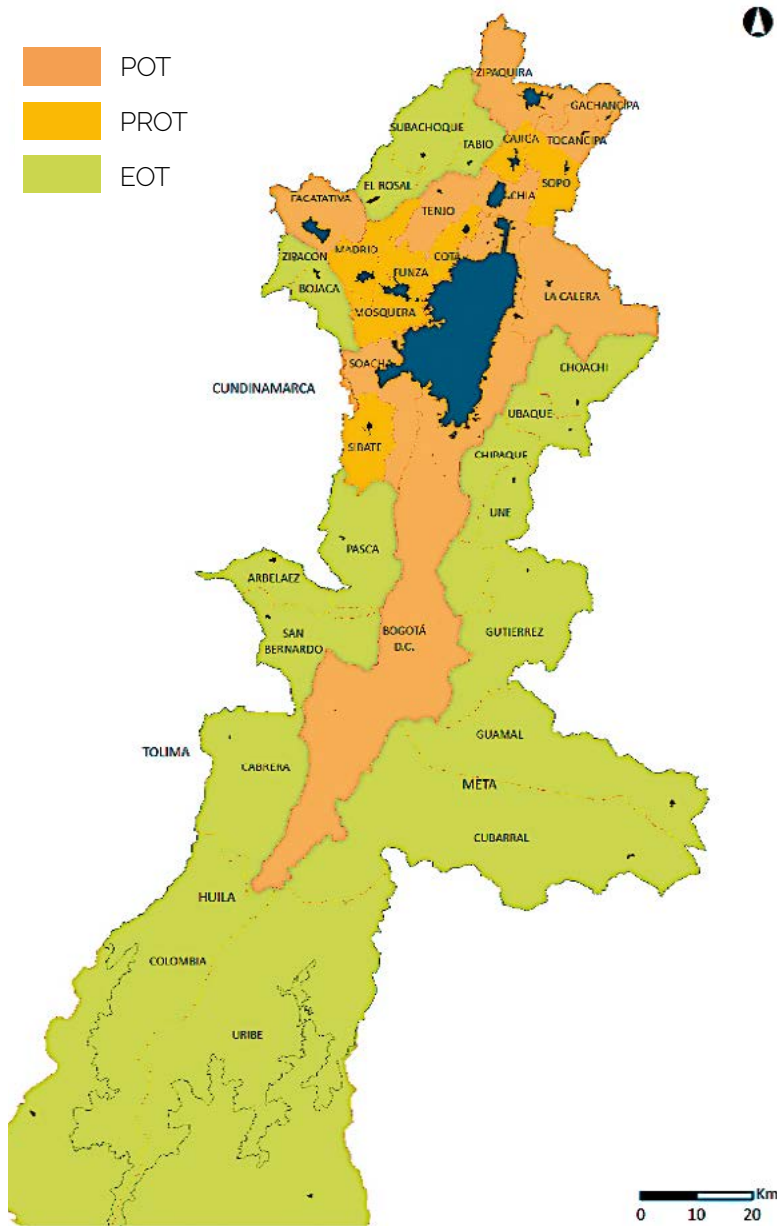 POT
PROT
EOT
ZIPAQUIRA
GACHANCIPA
SUBACHOQUE
CAJICA
TOCANCIPA
TABIO
SOPO
EL ROSAL
FACATATIVA
TENJO
CHIA
MADRID
COTA
ZIPACON
FUNZA
BOJACA
LA CALERA
MOSQUERA
SOACHA
CHOACHI
CUNDINAMARCA
UBAQUE
SIBATE
CHIPAQUE
UNE
PASCA
ARBELAEZ
SAN
BERNARDO
BOGOTÁ
D.C.
GUTIERREZ
GUAMAL
TOLIMA
CABRERA
META
CUBARRAL
HUILA
COLOMBIA
URIBE
Km
0 10 20